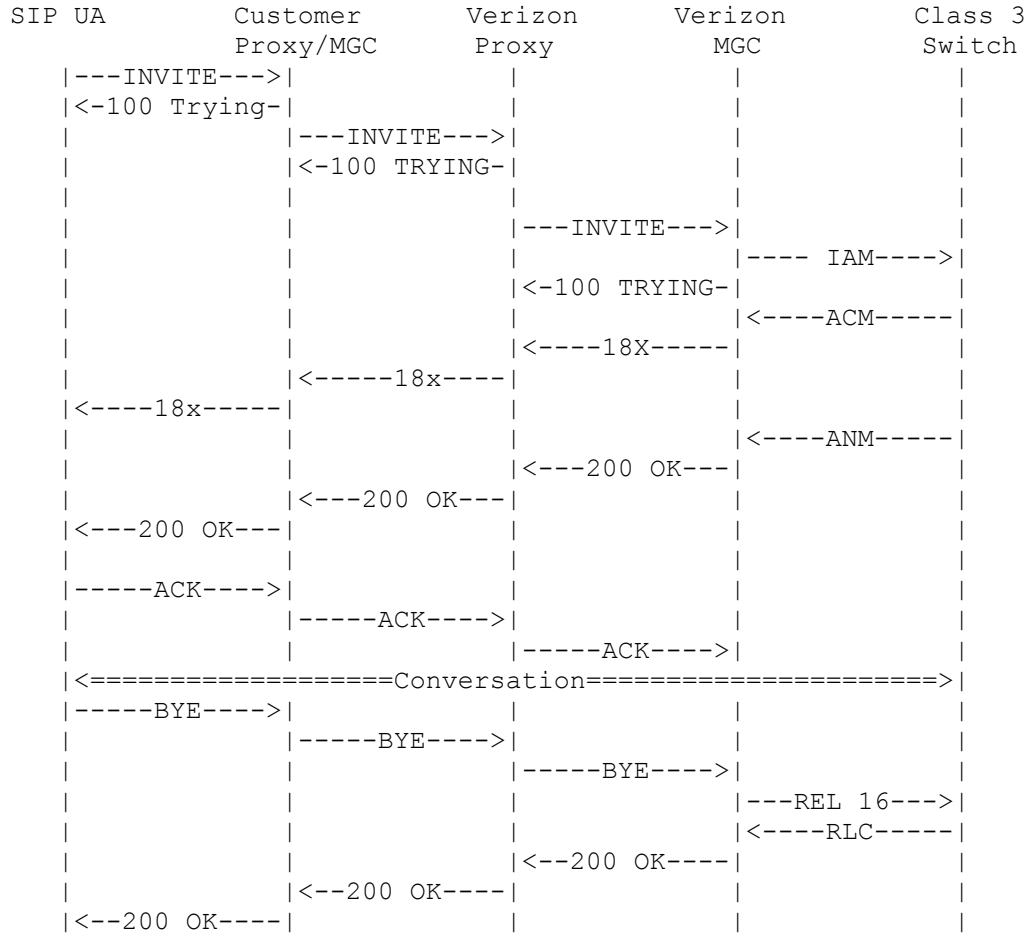 SIP UA        Customer       Verizon      Verizon        Class 3
              Proxy/MGC      Proxy          MGC          Switch
   |---INVITE--->|             |             |             |
   |<-100 Trying-|             |             |             |
   |             |---INVITE--->|             |             |
   |             |<-100 TRYING-|             |             |
   |             |             |             |             |
   |             |             |---INVITE--->|             |
   |             |             |             |---- IAM---->|
   |             |             |<-100 TRYING-|             |
   |             |             |             |<----ACM-----|
   |             |             |<----18X-----|             |
   |             |<-----18x----|             |             |
   |<----18x-----|             |             |             |
   |             |             |             |<----ANM-----|
   |             |             |<---200 OK---|             |
   |             |<---200 OK---|             |             |
   |<---200 OK---|             |             |             |
   |             |             |             |             |
   |-----ACK---->|             |             |             |
   |             |-----ACK---->|             |             |
   |             |             |-----ACK---->|             |
   |<===================Conversation======================>|
   |-----BYE---->|             |             |             |
   |             |-----BYE---->|             |             |
   |             |             |-----BYE---->|             |
   |             |             |             |---REL 16--->|
   |             |             |             |<----RLC-----|
   |             |             |<--200 OK----|             |
   |             |<--200 OK----|             |             |
   |<--200 OK----|             |             |             |